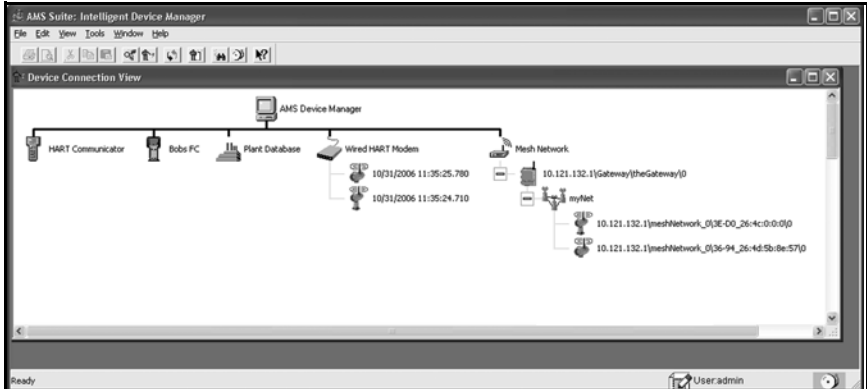 AMS Suite: Intelligent Device Manager
File Edit View Tools Window Help
Device Connection View
AMS Device Manager
HART Communicator
Bobs FC
Plant Database
Wired HART Modem
Mesh Network
10/31/2006 11:35:25.780
10.121.132.1\Gateway\theGateway\0
10/31/2006 11:35:24.710
myNet
10.121.132.1\meshNetwork_0\3E-D0_26:4c:0:0:0\0
10.121.132.1\meshNetwork_0\36-94_26:4d:5b:8e:57\0
Ready
User:admin